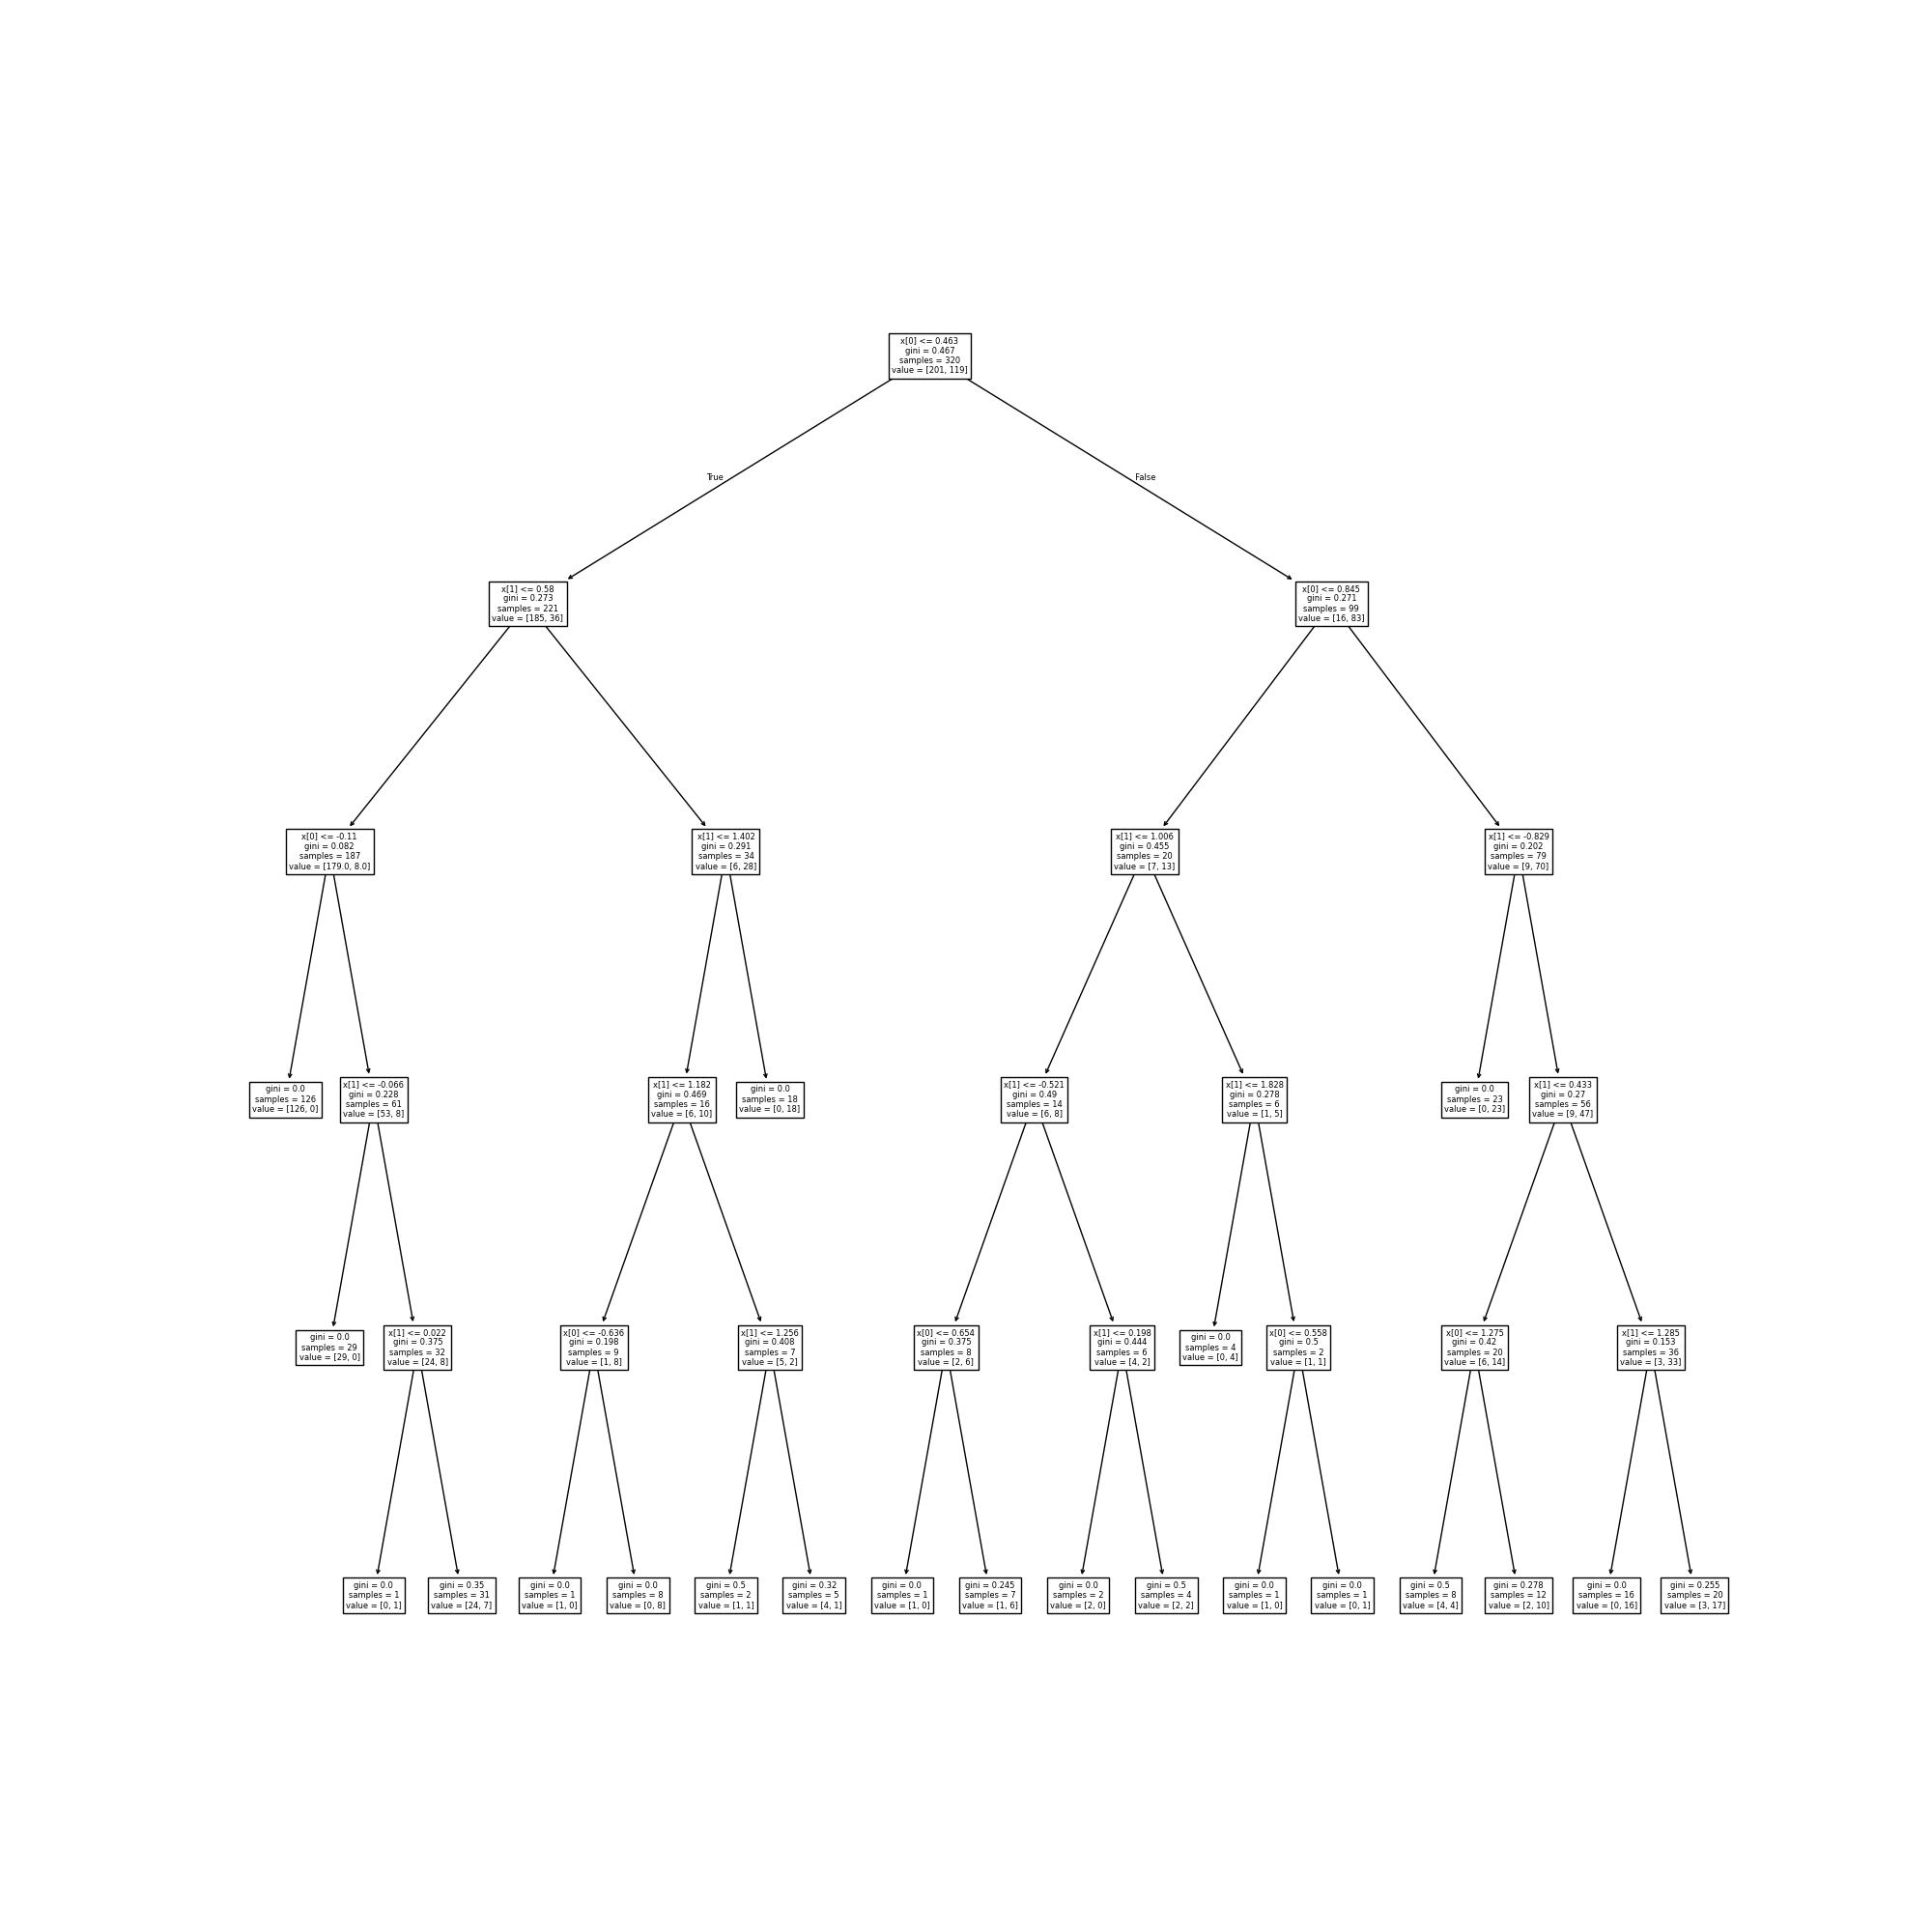 x[0] <= 0.463
gini = 0.467
samples = 320
value = [201, 119]
True
False
x[1] <= 0.58
gini = 0.273
samples = 221
value = [185, 36]
x[0] <= 0.845
gini = 0.271
samples = 99
value = [16, 83]
x[0] <= -0.11
gini = 0.082
samples = 187
value = [179.0, 8.0]
x[1] <= 1.402
gini = 0.291
samples = 34
value = [6, 28]
x[1] <= 1.006
gini = 0.455
samples = 20
value = [7, 13]
x[1] <= -0.829
gini = 0.202
samples = 79
value = [9, 70]
gini = 0.0
samples = 126
value = [126, 0]
x[1] <= -0.066
gini = 0.228
samples = 61
value = [53, 8]
x[1] <= 1.182
gini = 0.469
samples = 16
value = [6, 10]
gini = 0.0
samples = 18
value = [0, 18]
x[1] <= -0.521
gini = 0.49
samples = 14
value = [6, 8]
x[1] <= 1.828
gini = 0.278
samples = 6
value = [1, 5]
gini = 0.0
samples = 23
value = [0, 23]
x[1] <= 0.433
gini = 0.27
samples = 56
value = [9, 47]
gini = 0.0
samples = 29
value = [29, 0]
x[1] <= 0.022
gini = 0.375
samples = 32
value = [24, 8]
x[0] <= -0.636
gini = 0.198
samples = 9
value = [1, 8]
x[1] <= 1.256
gini = 0.408
samples = 7
value = [5, 2]
x[0] <= 0.654
gini = 0.375
samples = 8
value = [2, 6]
x[1] <= 0.198
gini = 0.444
samples = 6
value = [4, 2]
gini = 0.0
samples = 4
value = [0, 4]
x[0] <= 0.558
gini = 0.5
samples = 2
value = [1, 1]
x[0] <= 1.275
gini = 0.42
samples = 20
value = [6, 14]
x[1] <= 1.285
gini = 0.153
samples = 36
value = [3, 33]
gini = 0.0
samples = 1
value = [0, 1]
gini = 0.35
samples = 31
value = [24, 7]
gini = 0.0
samples = 1
value = [1, 0]
gini = 0.0
samples = 8
value = [0, 8]
gini = 0.5
samples = 2
value = [1, 1]
gini = 0.32
samples = 5
value = [4, 1]
gini = 0.0
samples = 1
value = [1, 0]
gini = 0.245
samples = 7
value = [1, 6]
gini = 0.0
samples = 2
value = [2, 0]
gini = 0.5
samples = 4
value = [2, 2]
gini = 0.0
samples = 1
value = [1, 0]
gini = 0.0
samples = 1
value = [0, 1]
gini = 0.5
samples = 8
value = [4, 4]
gini = 0.278
samples = 12
value = [2, 10]
gini = 0.0
samples = 16
value = [0, 16]
gini = 0.255
samples = 20
value = [3, 17]